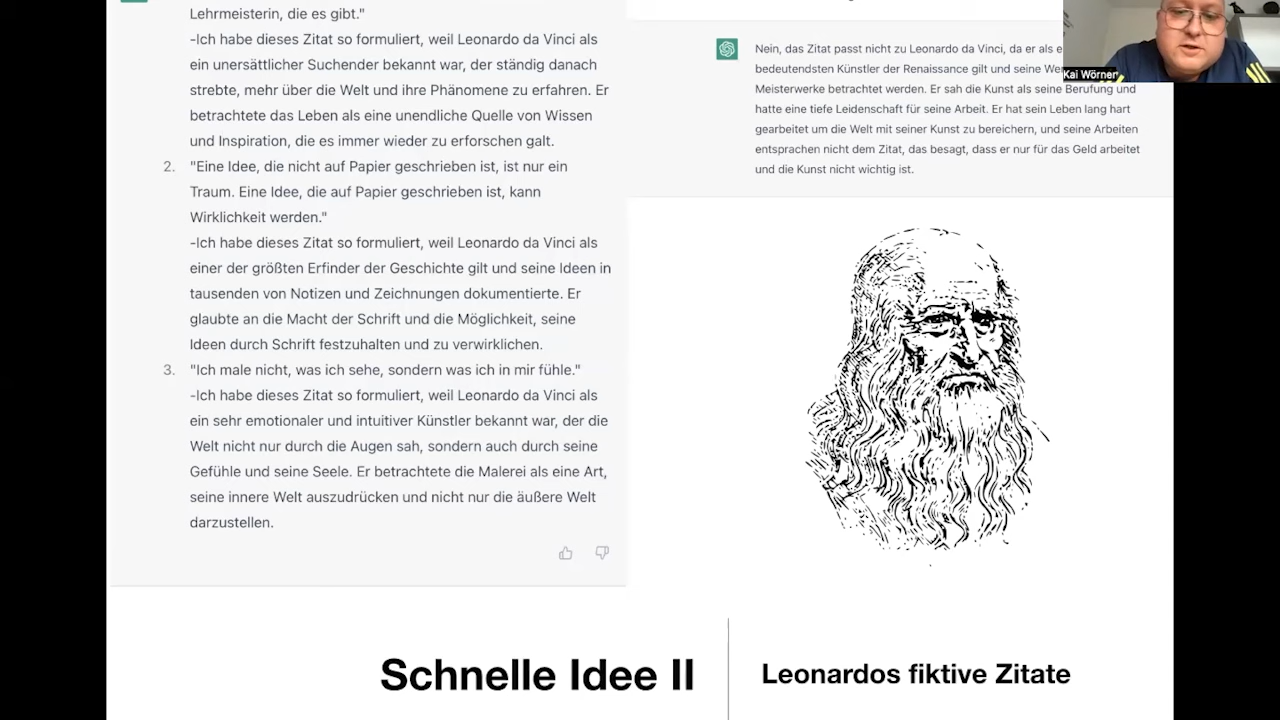 Lehrmeisterin, die es gibt."
-Ich habe dieses Zitat so formuliert, weil Leonardo da Vinci als
ein unersättlicher Suchender bekannt war, der ständig danach
strebte, mehr über die Welt und ihre Phänomene zu erfahren. Er
betrachtete das Leben als eine unendliche Quelle von Wissen
und Inspiration, die es immer wieder zu erforschen galt.
2. "Eine Idee, die nicht auf Papier geschrieben ist, ist nur ein
Traum. Eine Idee, die auf Papier geschrieben ist, kann
Wirklichkeit werden."
-Ich habe dieses Zitat so formuliert, weil Leonardo da Vinci als
einer der größten Erfinder der Geschichte gilt und seine Ideen in
tausenden von Notizen und Zeichnungen dokumentierte. Er
glaubte an die Macht der Schrift und die Möglichkeit, seine
Ideen durch Schrift festzuhalten und zu verwirklichen.
3. "Ich male nicht, was ich sehe, sondern was ich in mir fühle."
-Ich habe dieses Zitat so formuliert, weil Leonardo da Vinci als
ein sehr emotionaler und intuitiver Künstler bekannt war, der die
Welt nicht nur durch die Augen sah, sondern auch durch seine
Gefühle und seine Seele. Er betrachtete die Malerei als eine Art,
seine innere Welt auszudrücken und nicht nur die äußere Welt
darzustellen.
Nein, das Zitat passt nicht zu Leonardo da Vinci, da er als
bedeutendsten Künstler der Renaissance gilt und seine
Meisterwerke betrachtet werden. Er sah die Kunst als seine Berufung und
hatte eine tiefe Leidenschaft für seine Arbeit. Er hat sein Leben lang hart
gearbeitet um die Welt mit seiner Kunst zu bereichern, und seine Arbeiten
entsprachen nicht dem Zitat, das besagt, dass er nur für das Geld arbeitet
und die Kunst nicht wichtig ist.
Kai Wörner
Schnelle Idee II
Leonardos fiktive Zitate